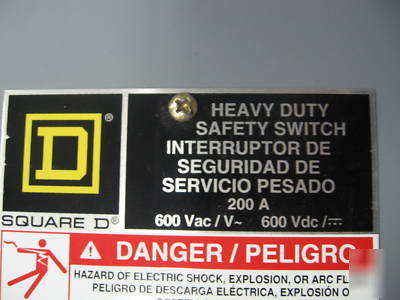 D
SQUARE D®
HEAVY DUTY
SAFETY SWITCH
INTERRUPTOR DE
SEGURIDAD DE
SERVICIO PESADO
200 A
600 Vac / V~ 600 Vdc / ⎓
DANGER / PELIGRO
HAZARD OF ELECTRIC SHOCK, EXPLOSION, OR ARC FL
PELIGRO DE DESCARGA ELÉCTRICA, EXPLOSIÓN O